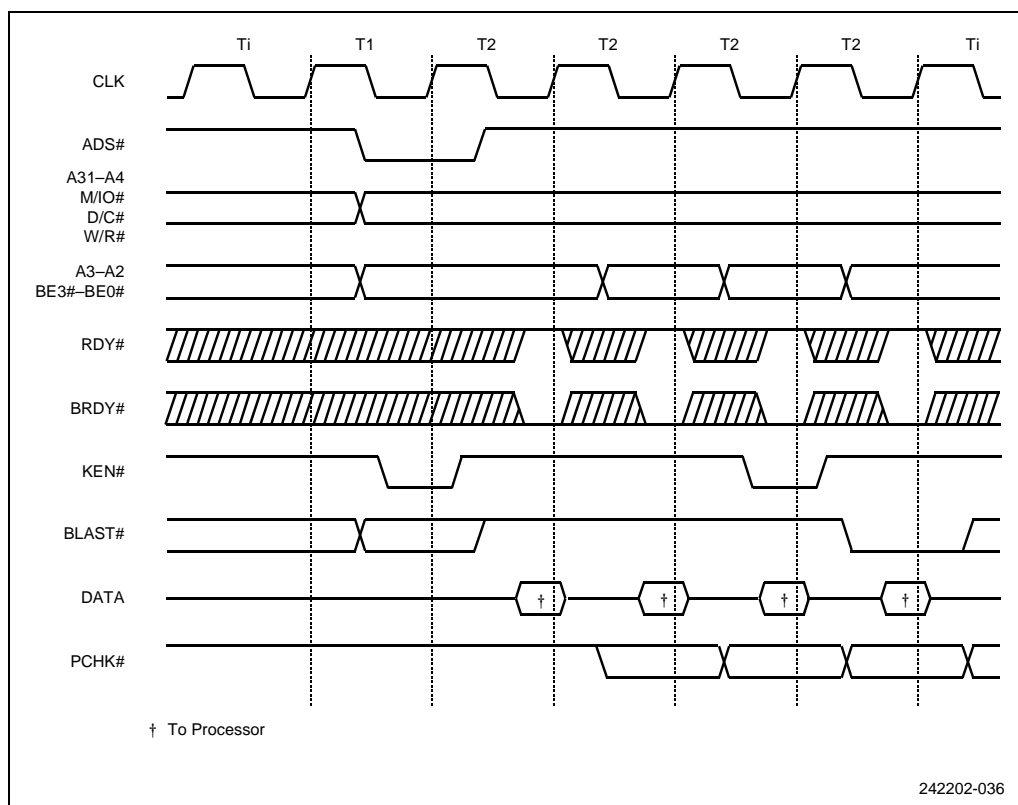 Ti T1 T2 T2 T2 T2 Ti
CLK
ADS#
A31–A4
M/IO#
D/C#
W/R#
A3–A2
BE3#–BE0#
RDY#
BRDY#
KEN#
BLAST#
DATA † † † †
PCHK#
† To Processor
242202-036